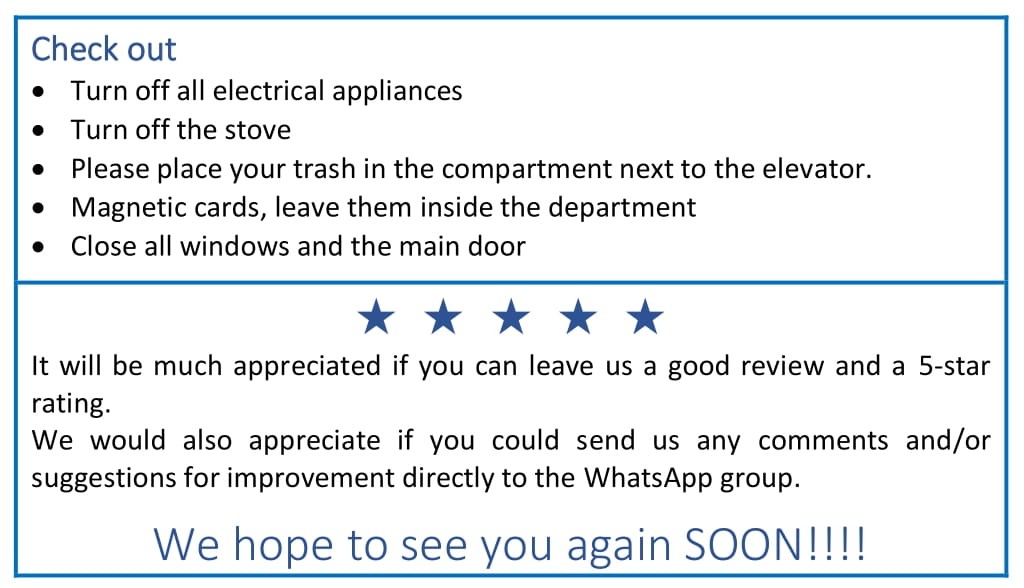 Check out
• Turn off all electrical appliances
• Turn off the stove
• Please place your trash in the compartment next to the elevator.
• Magnetic cards, leave them inside the department
• Close all windows and the main door
It will be much appreciated if you can leave us a good review and a 5-star
rating.
We would also appreciate if you could send us any comments and/or
suggestions for improvement directly to the WhatsApp group.
We hope to see you again SOON!!!!